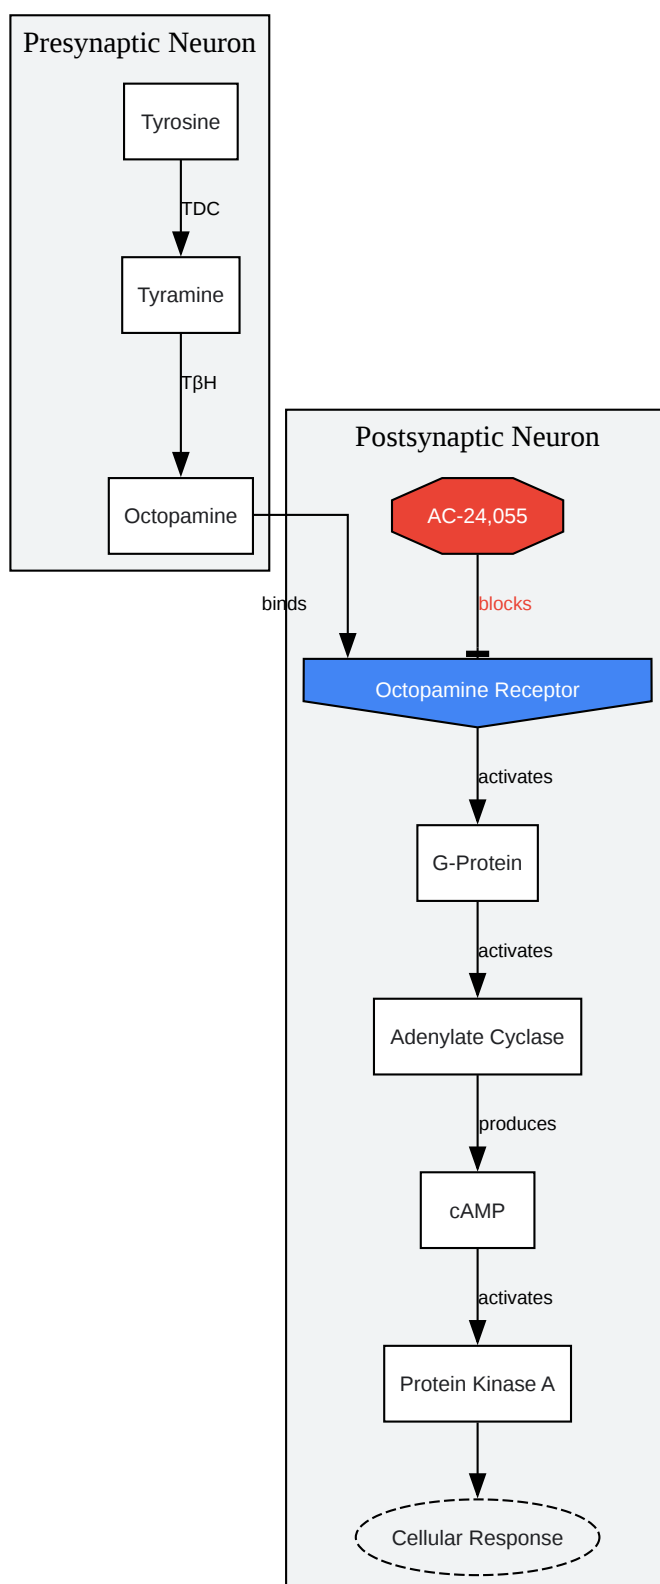 Presynaptic Neuron
Tyrosine
TDC
Tyramine
TβH
Octopamine
binds
Postsynaptic Neuron
AC-24,055
blocks
Octopamine Receptor
activates
G-Protein
activates
Adenylate Cyclase
produces
cAMP
activates
Protein Kinase A
Cellular Response